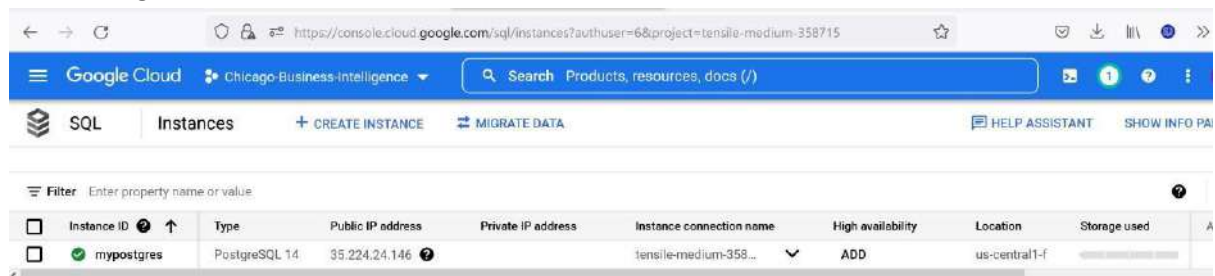 https://console.cloud.google.com/sql/instances?authuser=6&project=tensile-medium-358715
Google Cloud Chicago-Business-Intelligence Search Products, resources, docs (/) 1
SQL Instances + CREATE INSTANCE MIGRATE DATA HELP ASSISTANT SHOW INFO PA
Filter Enter property name or value
Instance ID Type Public IP address Private IP address Instance connection name High availability Location Storage used A
mypostgres PostgreSQL 14 35.224.24.146 tensile-medium-358... ADD us-central1-f